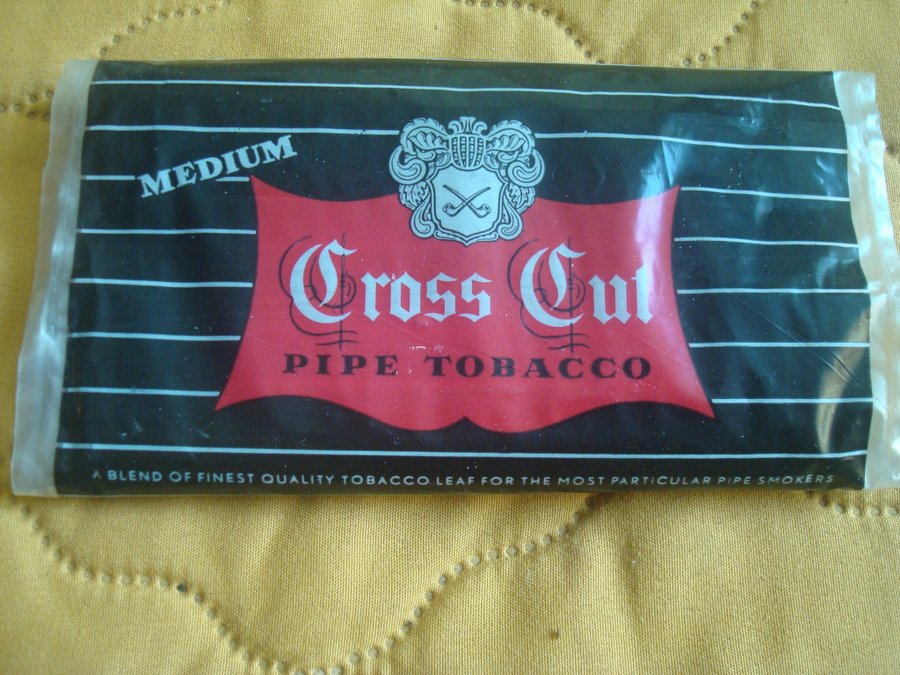 MEDIUM
Cross Cut
PIPE TOBACCO
A BLEND OF FINEST QUALITY TOBACCO LEAF FOR THE MOST PARTICULAR PIPE SMOKERS